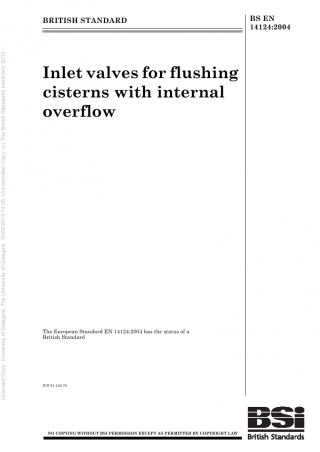 BRITISH STANDARD
BS EN
14124:2004
Inlet valves for flushing
cisterns with internal
overflow
The European Standard EN 14124:2004 has the status of a
British Standard
ICS 91.140.70
NO COPYING WITHOUT BSI PERMISSION EXCEPT AS PERMITTED BY COPYRIGHT LAW
BSi
British Standards
Licensed Copy: University of Glasgow, The University of Glasgow, 10/03/2013 14:05, Uncontrolled Copy, (c) The British Standards Institution 2013